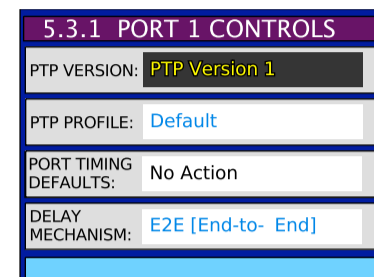 5.3.1 PORT 1 CONTROLS
PTP VERSION: PTP Version 1
PTP PROFILE: Default
PORT TIMING
DEFAULTS: No Action
DELAY
MECHANISM: E2E [End-to- End]